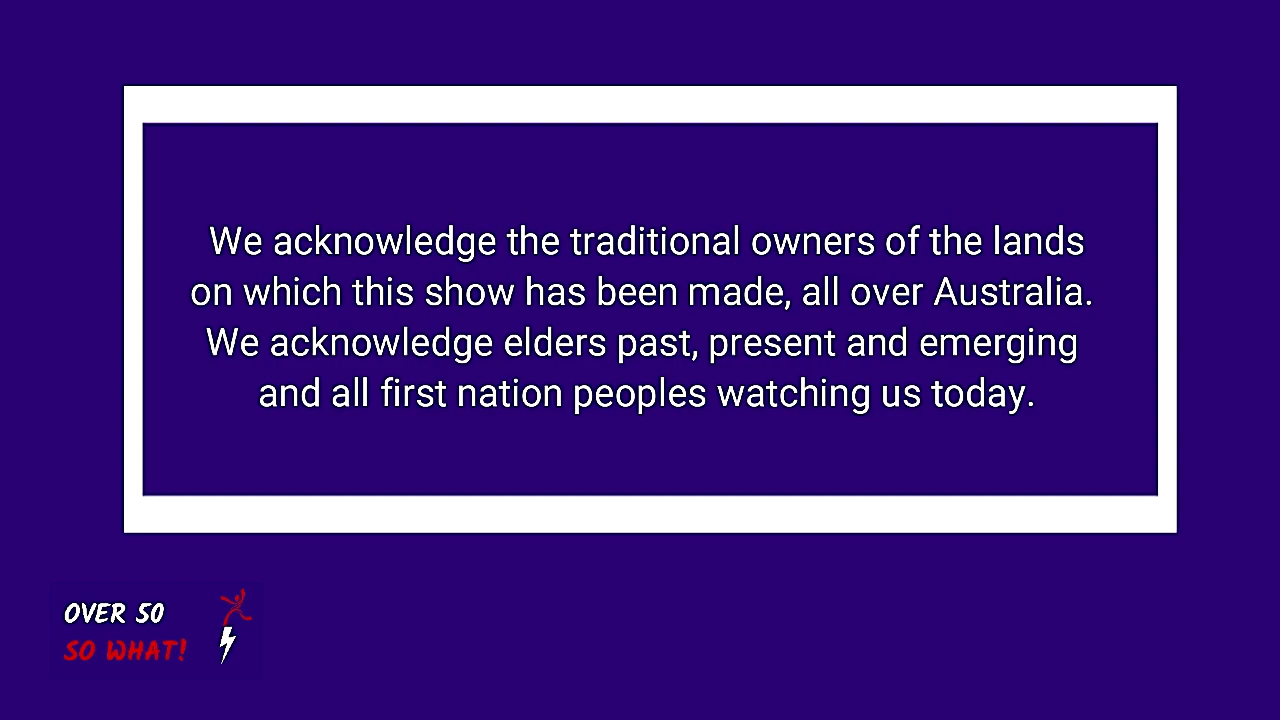 We acknowledge the traditional owners of the lands
on which this show has been made, all over Australia.
We acknowledge elders past, present and emerging
and all first nation peoples watching us today.
OVER 50
SO WHAT!